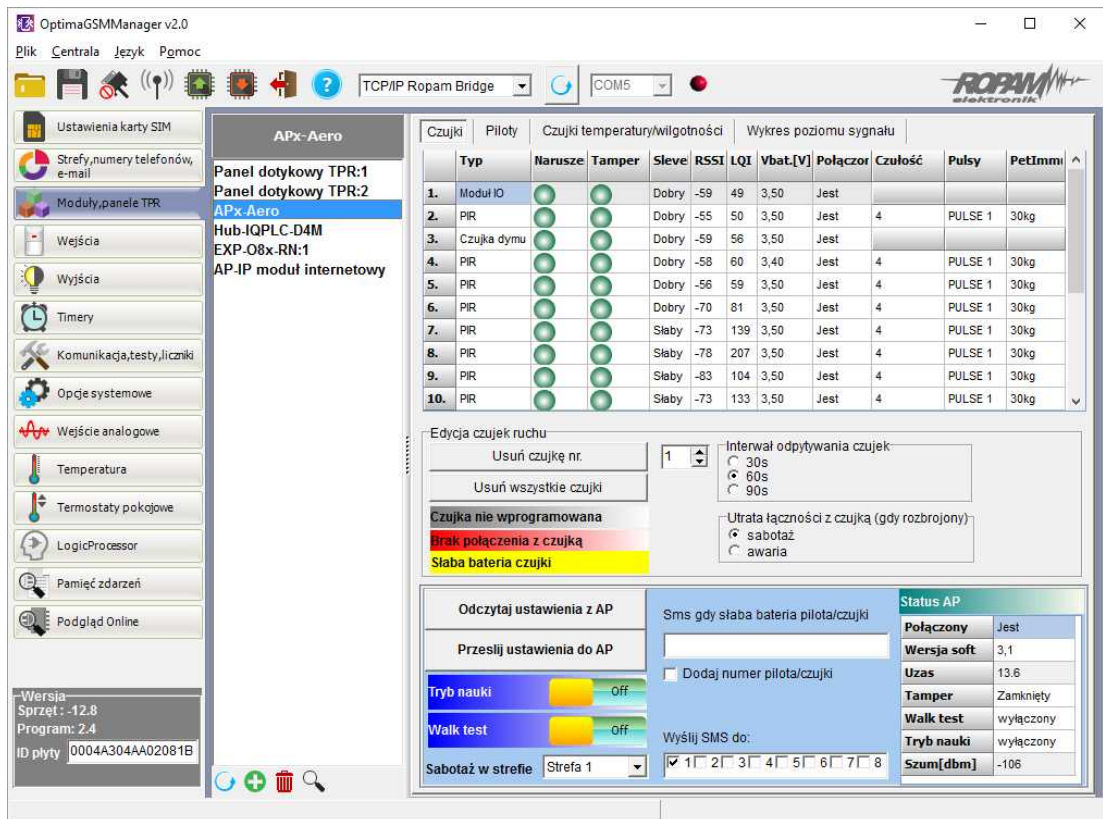 OptimaGSMManager v2.0
Plik Centrala Język Pomoc
TCP/IP Ropam Bridge COM5 ROPAM elektronik
Ustawienia karty SIM
Strefy,numery telefonów,
e-mail
Moduły,panele TPR
Wejścia
Wyjścia
Timery
Komunikacja,testy,liczniki
Opcje systemowe
Wejście analogowe
Temperatura
Termostaty pokojowe
LogicProcessor
Pamięć zdarzeń
Podgląd Online
Wersja
Sprzęt : -12.8
Program: 2.4
ID płyty 0004A304AA02081B
APx-Aero
Panel dotykowy TPR:1
Panel dotykowy TPR:2
APx-Aero
Hub-IQPLC-D4M
EXP-O8x-RN:1
AP-IP moduł internetowy
Czujki Piloty Czujki temperatury/wilgotności Wykres poziomu sygnału
Typ Narusze Tamper Sleve RSSI LQI Vbat.[V] Połączor Czułość Pulsy PetImmı
1. Moduł IO Dobry -59 49 3,50 Jest
2. PIR Dobry -55 50 3,50 Jest 4 PULSE 1 30kg
3. Czujka dymu Dobry -59 56 3,50 Jest
4. PIR Dobry -58 60 3,40 Jest 4 PULSE 1 30kg
5. PIR Dobry -56 59 3,50 Jest 4 PULSE 1 30kg
6. PIR Dobry -70 81 3,50 Jest 4 PULSE 1 30kg
7. PIR Słaby -73 139 3,50 Jest 4 PULSE 1 30kg
8. PIR Słaby -78 207 3,50 Jest 4 PULSE 1 30kg
9. PIR Słaby -83 104 3,50 Jest 4 PULSE 1 30kg
10. PIR Słaby -73 133 3,50 Jest 4 PULSE 1 30kg
Edycja czujek ruchu
Usuń czujkę nr. 1
Usuń wszystkie czujki
Czujka nie wprogramowana
Brak połączenia z czujką
Słaba bateria czujki
Interwał odpytywania czujek
30s
60s
90s
Utrata łączności z czujką (gdy rozbrojony)
sabotaż
awaria
Odczytaj ustawienia z AP
Przeslij ustawienia do AP
Tryb nauki Off
Walk test Off
Sabotaż w strefie Strefa 1
Sms gdy słaba bateria pilota/czujki
Dodaj numer pilota/czujki
Wyślij SMS do:
1 2 3 4 5 6 7 8
Status AP
Połączony Jest
Wersja soft 3,1
Uzas 13.6
Tamper Zamknięty
Walk test wyłączony
Tryb nauki wyłączony
Szum[dbm] -106